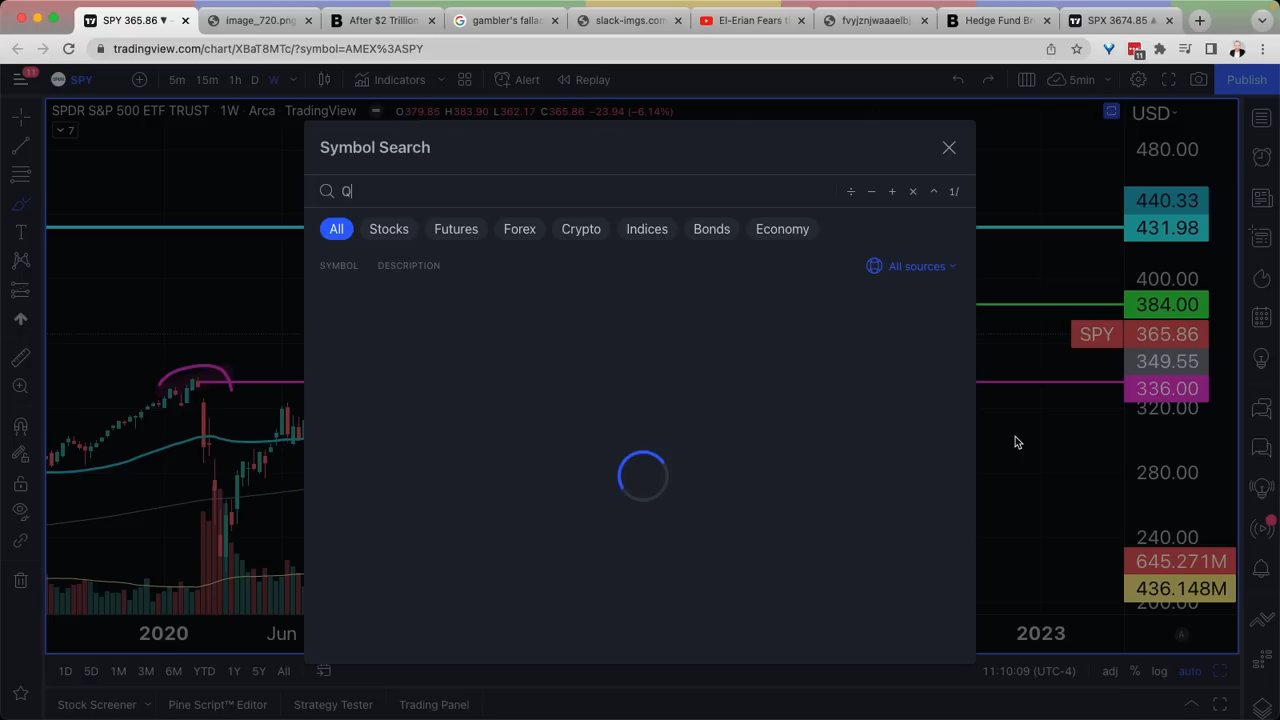 SPY 365.86 ▼
image_720.png
After $2 Trillion
gambler's fallac
slack-imgs.com
El-Erian Fears th
fvyjznjwaaaelbj
Hedge Fund Br
SPX 3674.85 ▲
tradingview.com/chart/XBaT8MTc/?symbol=AMEX%3ASPY
11
11 SPY 5m 15m 1h D W Indicators Alert Replay 5min Publish
SPDR S&P 500 ETF TRUST · 1W · Arca · TradingView O379.85 H383.90 L362.17 C365.86 −23.94 (−6.14%) USD
7
Symbol Search
Q ÷ − + × ^ 1/
All Stocks Futures Forex Crypto Indices Bonds Economy
SYMBOL DESCRIPTION All sources
480.00
440.33
431.98
400.00
384.00
SPY 365.86
349.55
336.00
320.00
280.00
240.00
645.271M
436.148M
200.00
2020 Jun 2023 A
1D 5D 1M 3M 6M YTD 1Y 5Y All 11:10:09 (UTC-4) adj % log auto
Stock Screener Pine Script™ Editor Strategy Tester Trading Panel